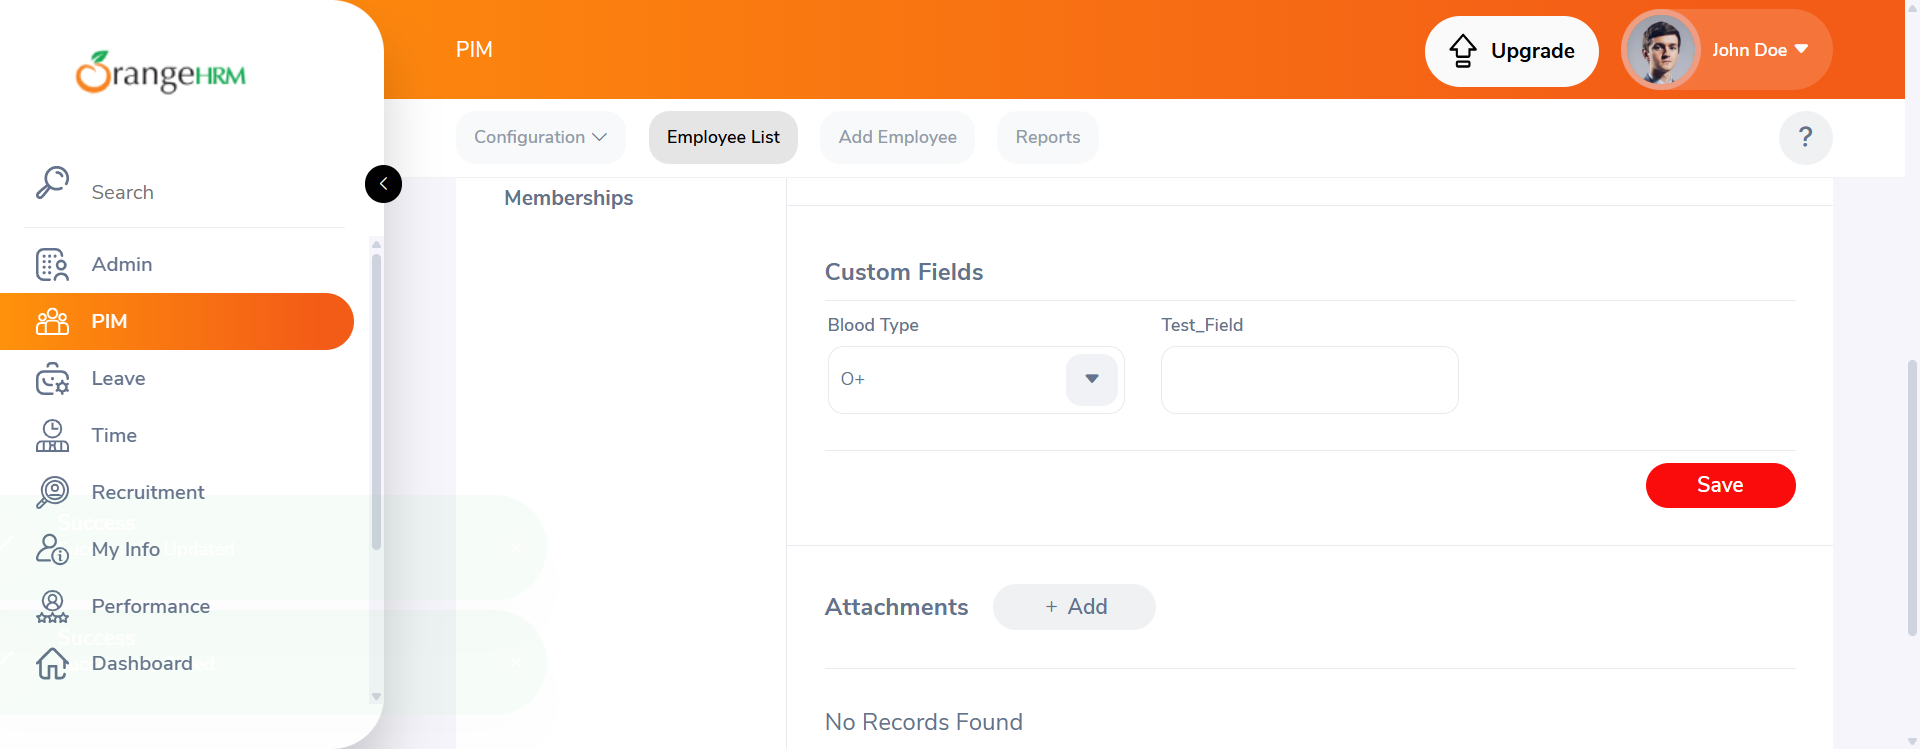 OrangeHRM
PIM
Upgrade
John Doe
Configuration
Employee List
Add Employee
Reports
?
Search
Admin
PIM
Leave
Time
Recruitment
My Info
Performance
Dashboard
Success
Updated
Success
Memberships
Custom Fields
Blood Type
Test_Field
O+
Save
Attachments
+ Add
No Records Found